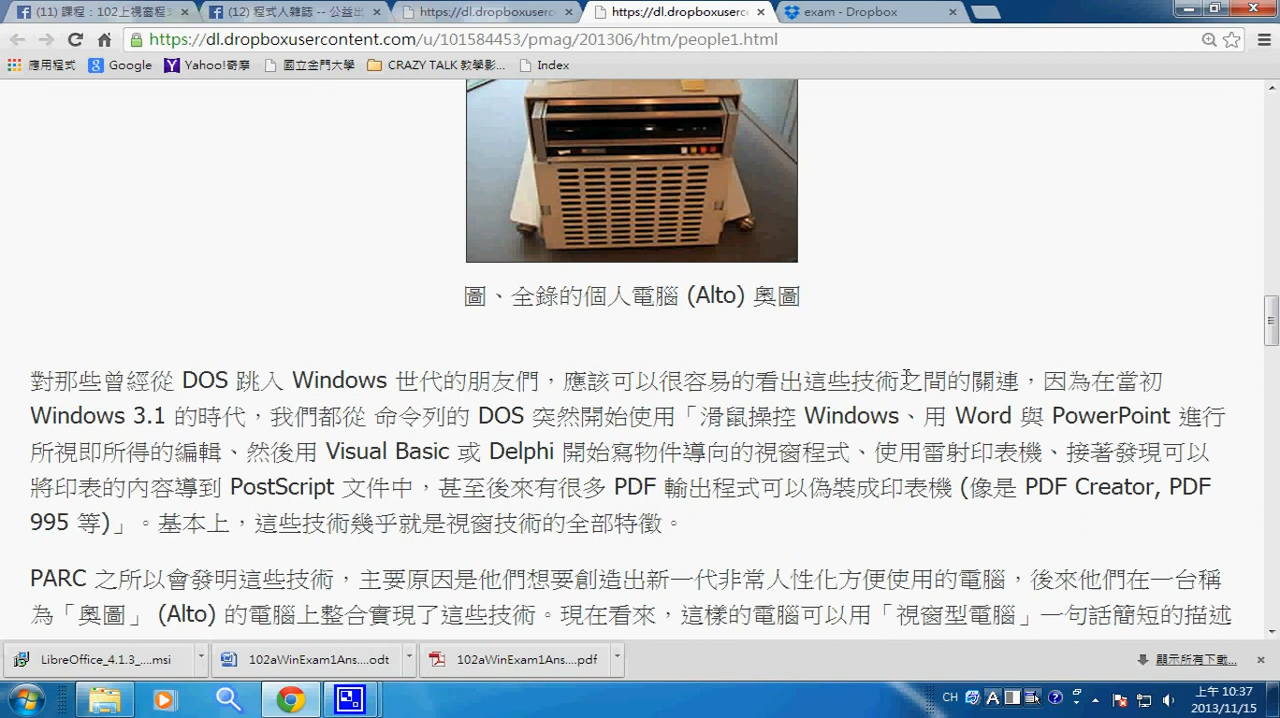 (11) 課程：102上視窗程
(12) 程式人雜誌 -- 公益出
https://dl.dropboxuserc
https://dl.dropboxuserc
exam - Dropbox
https://dl.dropboxusercontent.com/u/101584453/pmag/201306/htm/people1.html
應用程式 Google Yahoo!奇摩 國立金門大學 CRAZY TALK 教學影... Index
圖、全錄的個人電腦 (Alto) 奧圖
對那些曾經從 DOS 跳入 Windows 世代的朋友們，應該可以很容易的看出這些技術之間的關連，因為在當初
Windows 3.1 的時代，我們都從 命令列的 DOS 突然開始使用「滑鼠操控 Windows、用 Word 與 PowerPoint 進行
所視即所得的編輯、然後用 Visual Basic 或 Delphi 開始寫物件導向的視窗程式、使用雷射印表機、接著發現可以
將印表的內容導到 PostScript 文件中，甚至後來有很多 PDF 輸出程式可以偽裝成印表機 (像是 PDF Creator, PDF
995 等)」。基本上，這些技術幾乎就是視窗技術的全部特徵。
PARC 之所以會發明這些技術，主要原因是他們想要創造出新一代非常人性化方便使用的電腦，後來他們在一台稱
為「奧圖」 (Alto) 的電腦上整合實現了這些技術。現在看來，這樣的電腦可以用「視窗型電腦」一句話簡短的描述
LibreOffice_4.1.3_....msi 102aWinExam1Ans....odt 102aWinExam1Ans....pdf 顯示所有下載...
CH 上午 10:37
2013/11/15